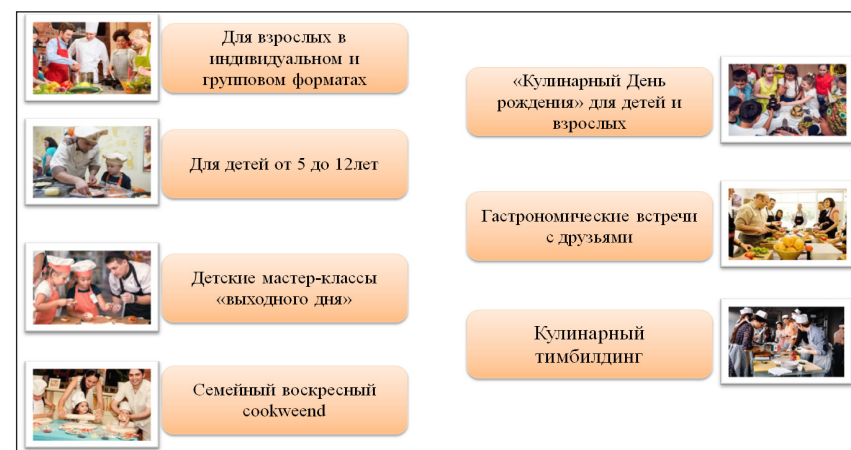 Для взрослых в
индивидуальном и
групповом форматах
Для детей от 5 до 12лет
Детские мастер-классы
«выходного дня»
Семейный воскресный
cookweend
«Кулинарный День
рождения» для детей и
взрослых
Гастрономические встречи
с друзьями
Кулинарный
тимбилдинг